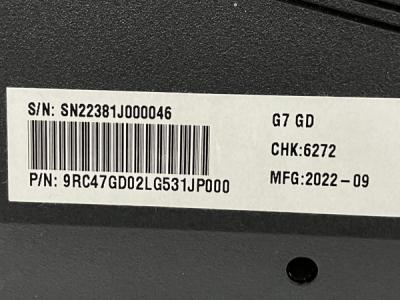 S/N: SN22381J000046
G7 GD
CHK:6272
P/N: 9RC47GD02LG531JP000
MFG:2022-09